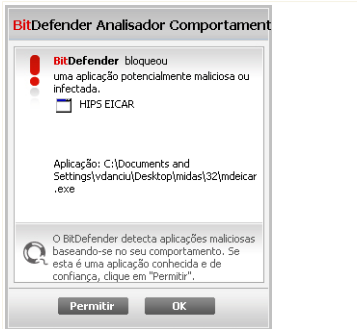 BitDefender Analisador Comportament
BitDefender bloqueou
uma aplicação potencialmente maliciosa ou
infectada.
HIPS EICAR
Aplicação: C:\Documents and
Settings\vdanciu\Desktop\midas\32\mdeicar
.exe
O BitDefender detecta aplicações maliciosas
baseando-se no seu comportamento. Se
esta é uma aplicação conhecida e de
confiança, clique em "Permitir".
Permitir OK